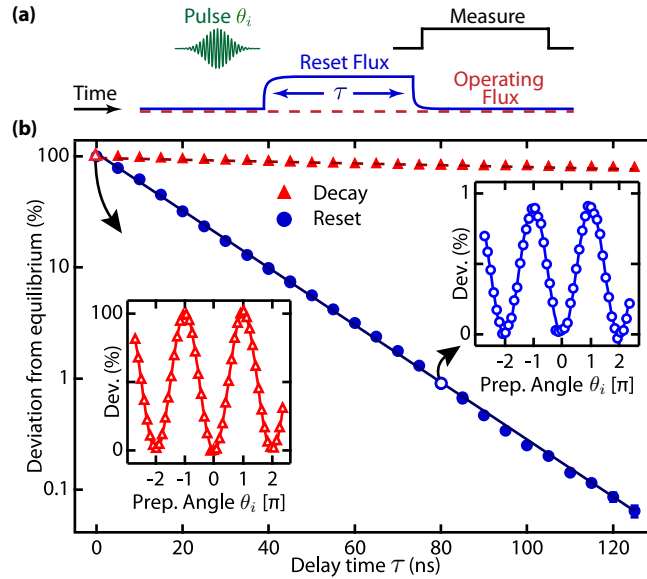 (a)
Pulse θi
Measure
Reset Flux
Time
τ
Operating
Flux
(b)
Deviation from equilibrium (%)
100
10
1
0.1
Decay
Reset
Dev. (%)
1
0
-2 -1 0 1 2
Prep. Angle θi [π]
Dev. (%)
100
0
-2 -1 0 1 2
Prep. Angle θi [π]
0 20 40 60 80 100 120
Delay time τ (ns)